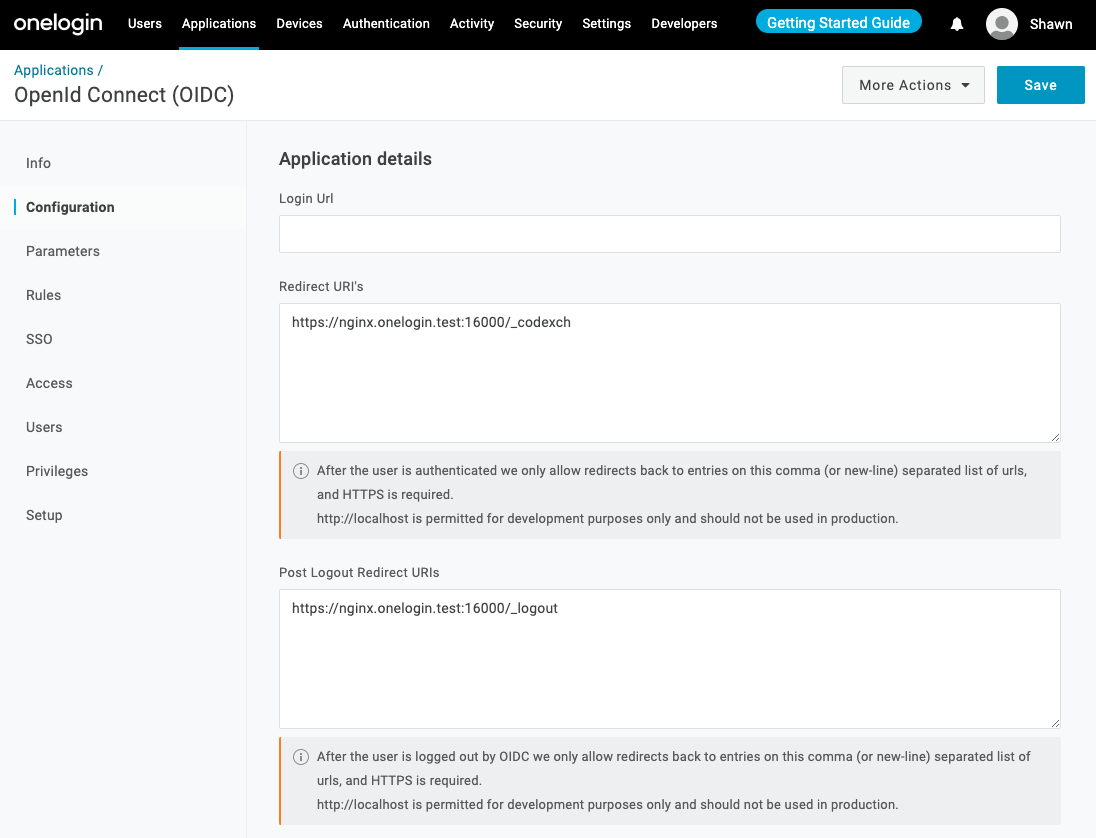 onelogin Users Applications Devices Authentication Activity Security Settings Developers Getting Started Guide Shawn
Applications /
OpenId Connect (OIDC)
More Actions
Save
Info
Configuration
Parameters
Rules
SSO
Access
Users
Privileges
Setup
Application details
Login Url
Redirect URI's
https://nginx.onelogin.test:16000/_codexch
After the user is authenticated we only allow redirects back to entries on this comma (or new-line) separated list of urls,
and HTTPS is required.
http://localhost is permitted for development purposes only and should not be used in production.
Post Logout Redirect URIs
https://nginx.onelogin.test:16000/_logout
After the user is logged out by OIDC we only allow redirects back to entries on this comma (or new-line) separated list of
urls, and HTTPS is required.
http://localhost is permitted for development purposes only and should not be used in production.